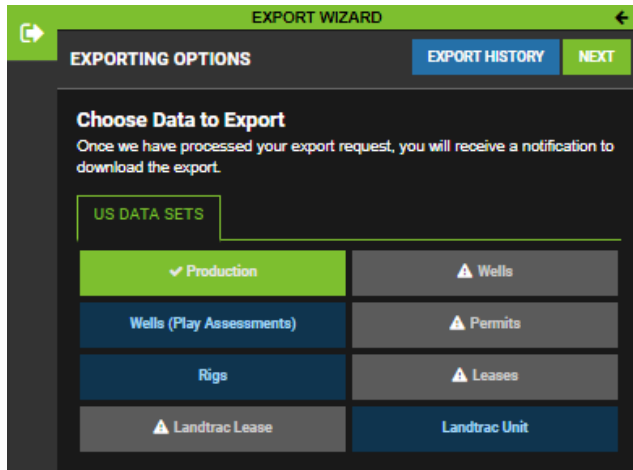 EXPORT WIZARD
EXPORTING OPTIONS
EXPORT HISTORY
NEXT
Choose Data to Export
Once we have processed your export request, you will receive a notification to
download the export.
US DATA SETS
Production
Wells
Wells (Play Assessments)
Permits
Rigs
Leases
Landtrac Lease
Landtrac Unit